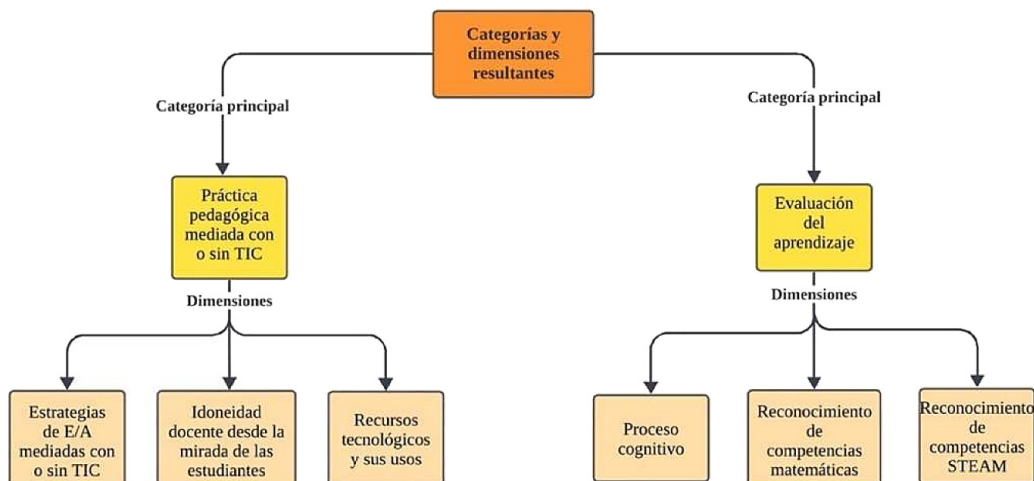 Categorías y
dimensiones
resultantes
Categoría principal
Categoría principal
Práctica
pedagógica
mediada con
o sin TIC
Evaluación
del
aprendizaje
Dimensiones
Dimensiones
Estrategias
de E/A
mediadas con
o sin TIC
Idoneidad
docente desde la
mirada de las
estudiantes
Recursos
tecnológicos
y sus usos
Proceso
cognitivo
Reconocimiento
de
competencias
matemáticas
Reconocimiento
de
competencias
STEAM